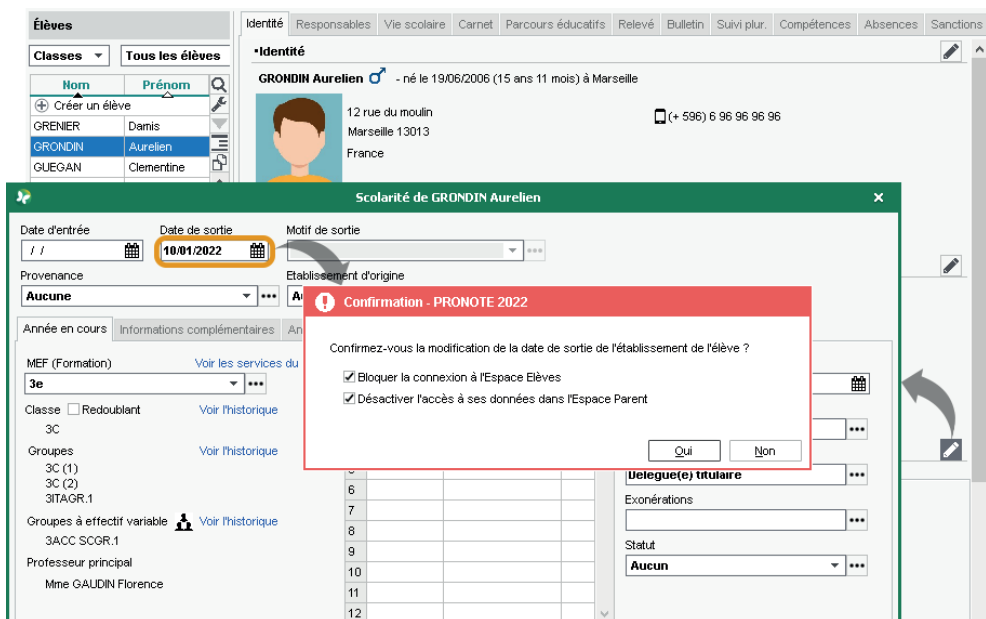 Élèves
Identité Responsables Vie scolaire Carnet Parcours éducatifs Relevé Bulletin Suivi plur. Compétences Absences Sanctions
Classes Tous les élèves
•Identité
GRONDIN Aurelien - né le 19/06/2006 (15 ans 11 mois) à Marseille
Nom Prénom
Créer un élève
GRENIER Damis
GRONDIN Aurelien
GUEGAN Clementine
12 rue du moulin
Marseille 13013
France
(+ 596) 6 96 96 96 96
Scolarité de GRONDIN Aurelien
Date d'entrée Date de sortie Motif de sortie
/ / 10/01/2022
Provenance Etablissement d'origine
Aucune
Confirmation - PRONOTE 2022
Confirmez-vous la modification de la date de sortie de l'établissement de l'élève ?
Bloquer la connexion à l'Espace Elèves
Désactiver l'accès à ses données dans l'Espace Parent
Oui Non
Année en cours Informations complémentaires An
MEF (Formation) Voir les services du
3e
Classe Redoublant Voir l'historique
3C
Groupes Voir l'historique
3C (1)
3C (2)
3ITAGR.1
Groupes à effectif variable Voir l'historique
3ACC SCGR.1
Professeur principal
Mme GAUDIN Florence
6
7
8
9
10
11
12
Délégué(e) titulaire
Exonérations
Statut
Aucun